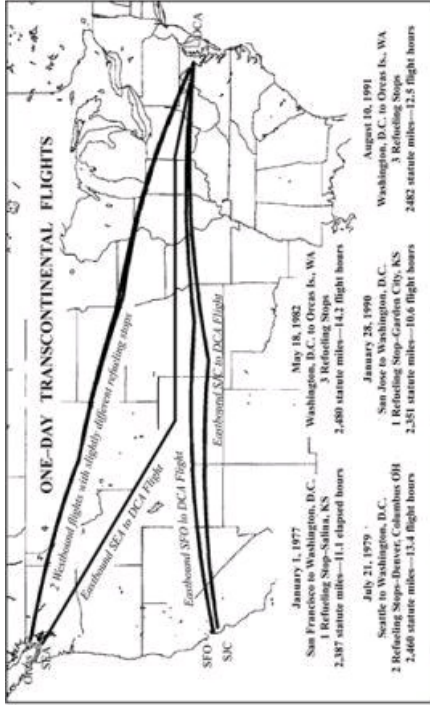 ONE-DAY TRANSCONTINENTAL FLIGHTS
DCA
Orcas
SEA
2 Westbound flights with slightly different refueling stops
Eastbound SEA to DCA Flight
Eastbound SFO to DCA Flight
Eastbound SJC to DCA Flight
SFO
SJC
January 1, 1977
San Francisco to Washington, D.C.
1 Refueling Stop-Salina, KS
2,387 statute miles—11.1 elapsed hours
May 18, 1982
Washington, D.C. to Orcas Is., WA
3 Refueling Stops
2,480 statute miles—14.2 flight hours
August 10, 1991
Washington, D.C. to Orcas Is., WA
3 Refueling Stops
2482 statute miles—12.5 flight hours
July 21, 1979
Seattle to Washington, D.C.
2 Refueling Stops-Denver, Columbus OH
2,460 statute miles—13.4 flight hours
January 28, 1990
San Jose to Washington, D.C.
1 Refueling Stop-Garden City, KS
2,351 statute miles—10.6 flight hours